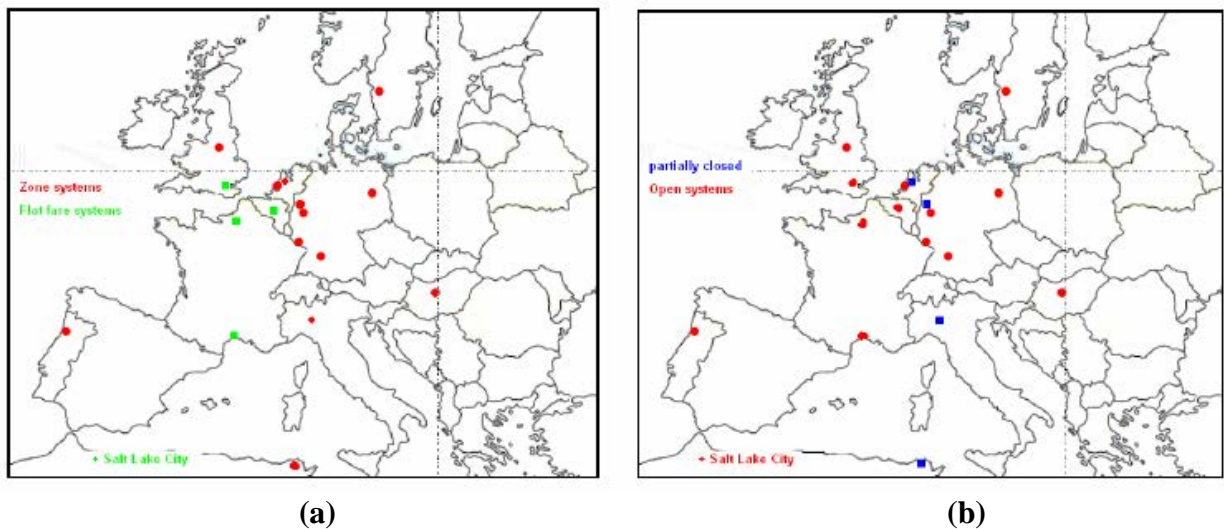 Zone systems
Flat fare systems
Salt Lake City
(a)
partially closed
Open systems
Salt Lake City
(b)